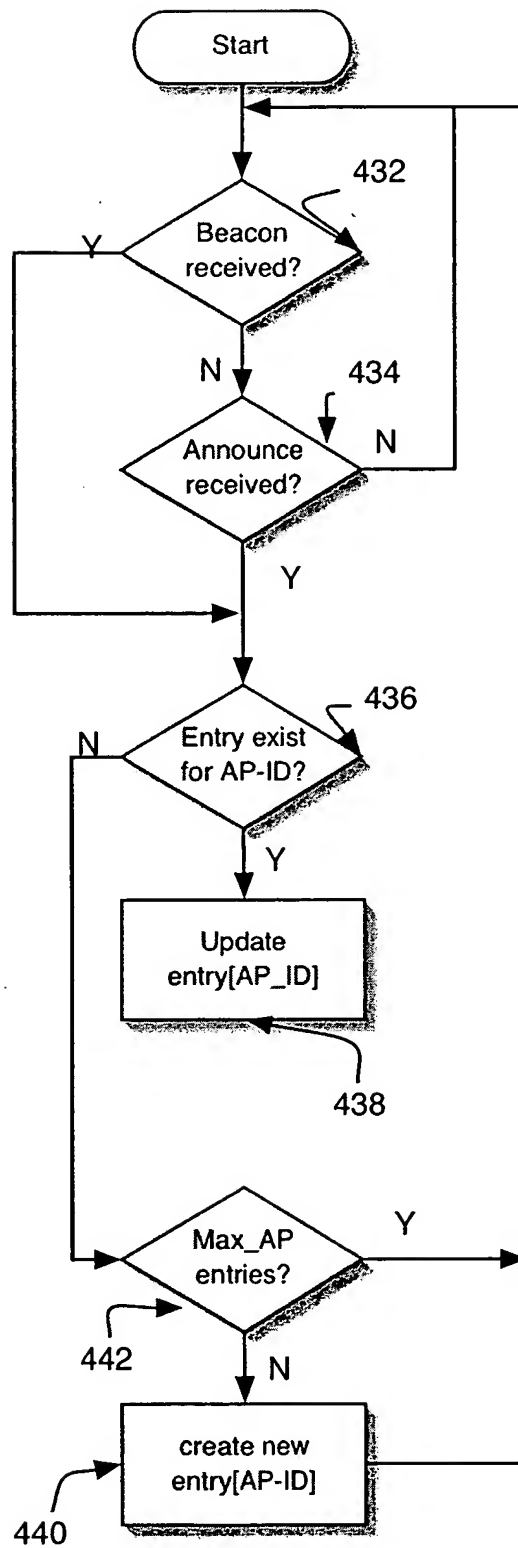 Start
432
Y
Beacon
received?
N
434
Announce
received?
N
Y
436
N
Entry exist
for AP-ID?
Y
Update
entry[AP_ID]
438
Max_AP
entries?
Y
442
N
create new
entry[AP-ID]
440